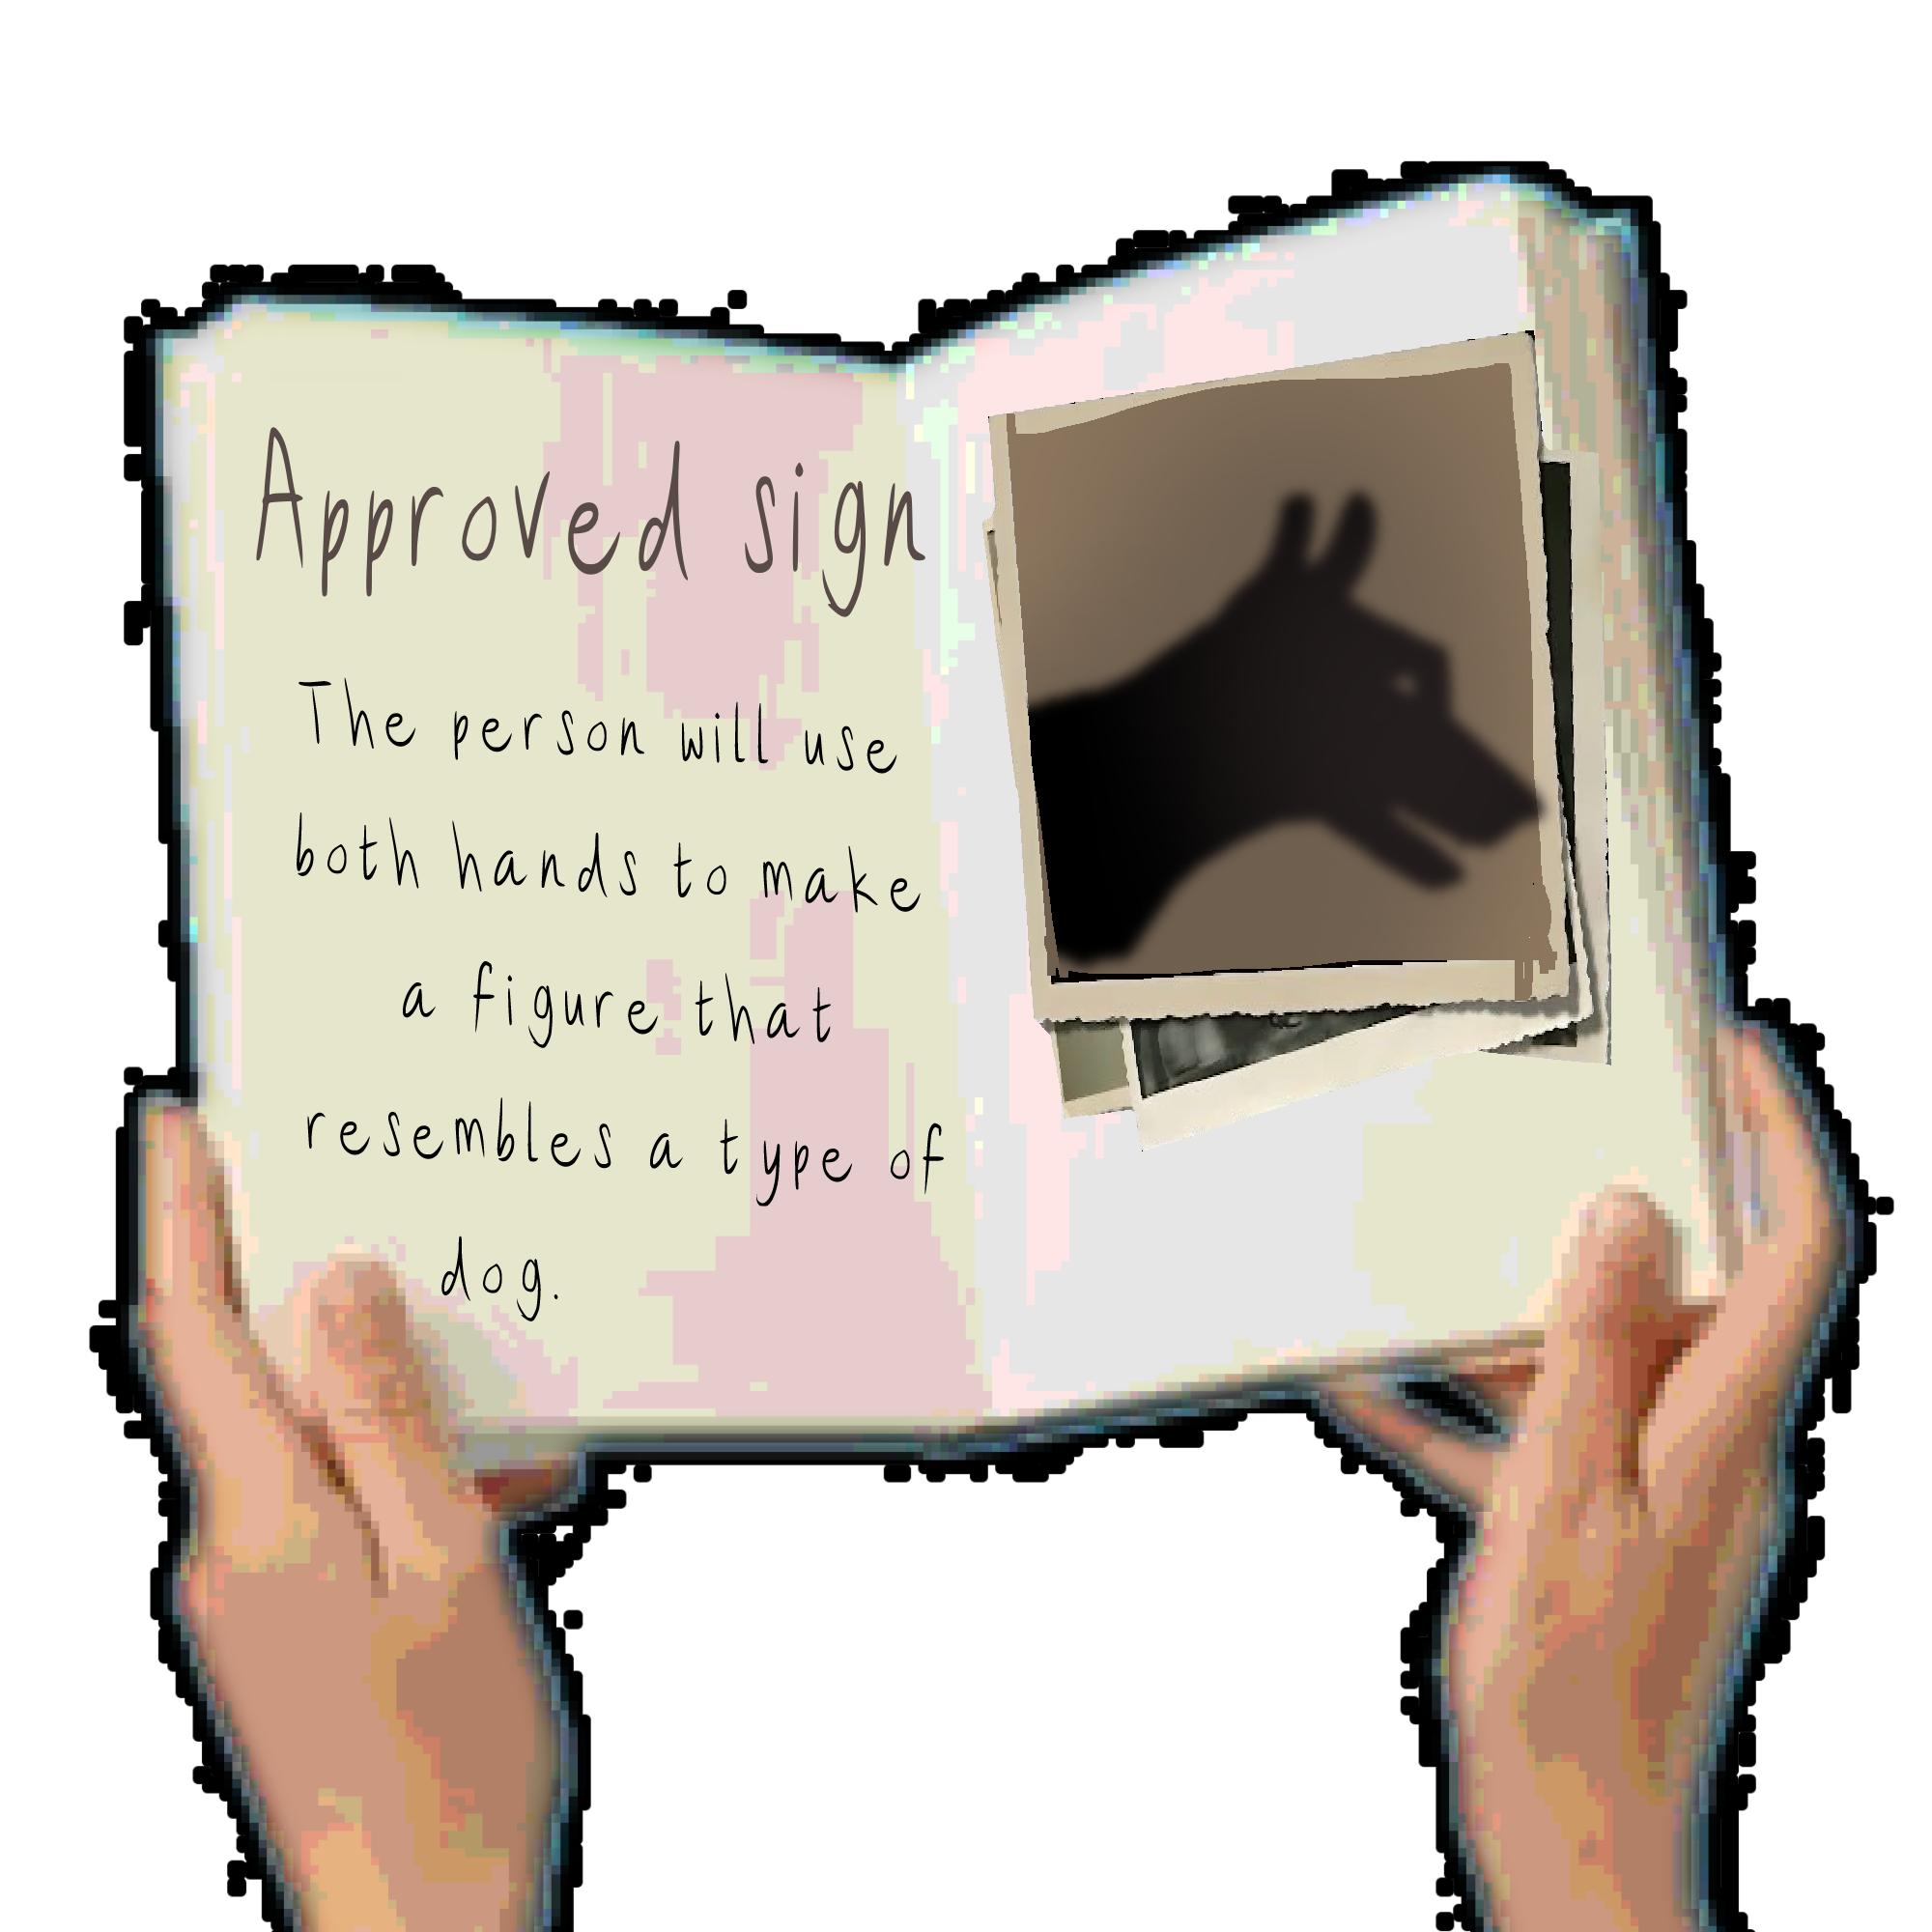 Approved sign
The person will use
both hands to make
a figure that
resembles a type of
dog.